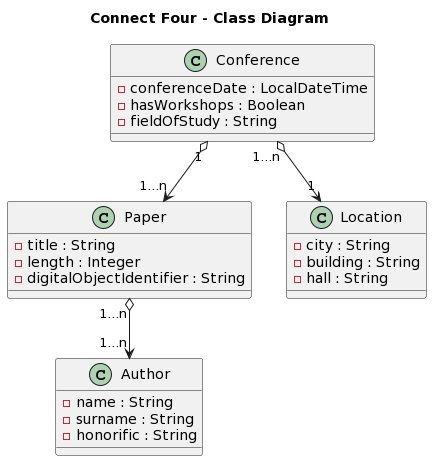 Connect Four - Class Diagram
C Conference
conferenceDate : LocalDateTime
hasWorkshops : Boolean
fieldOfStudy : String
1
1...n
1...n
1
C Paper
title : String
length : Integer
digitalObjectIdentifier : String
C Location
city : String
building : String
hall : String
1...n
1...n
C Author
name : String
surname : String
honorific : String